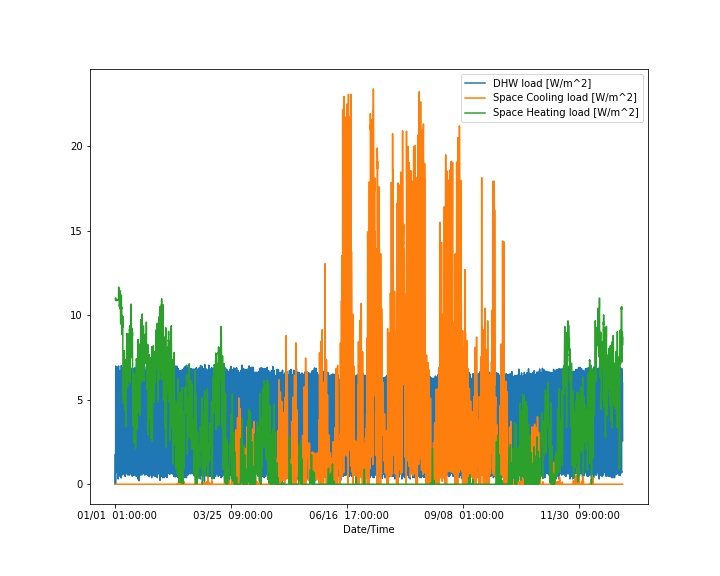 DHW load [W/m^2]
Space Cooling load [W/m^2]
Space Heating load [W/m^2]
20
15
10
5
0
01/01  01:00:00
03/25  09:00:00
06/16  17:00:00
09/08  01:00:00
11/30  09:00:00
Date/Time